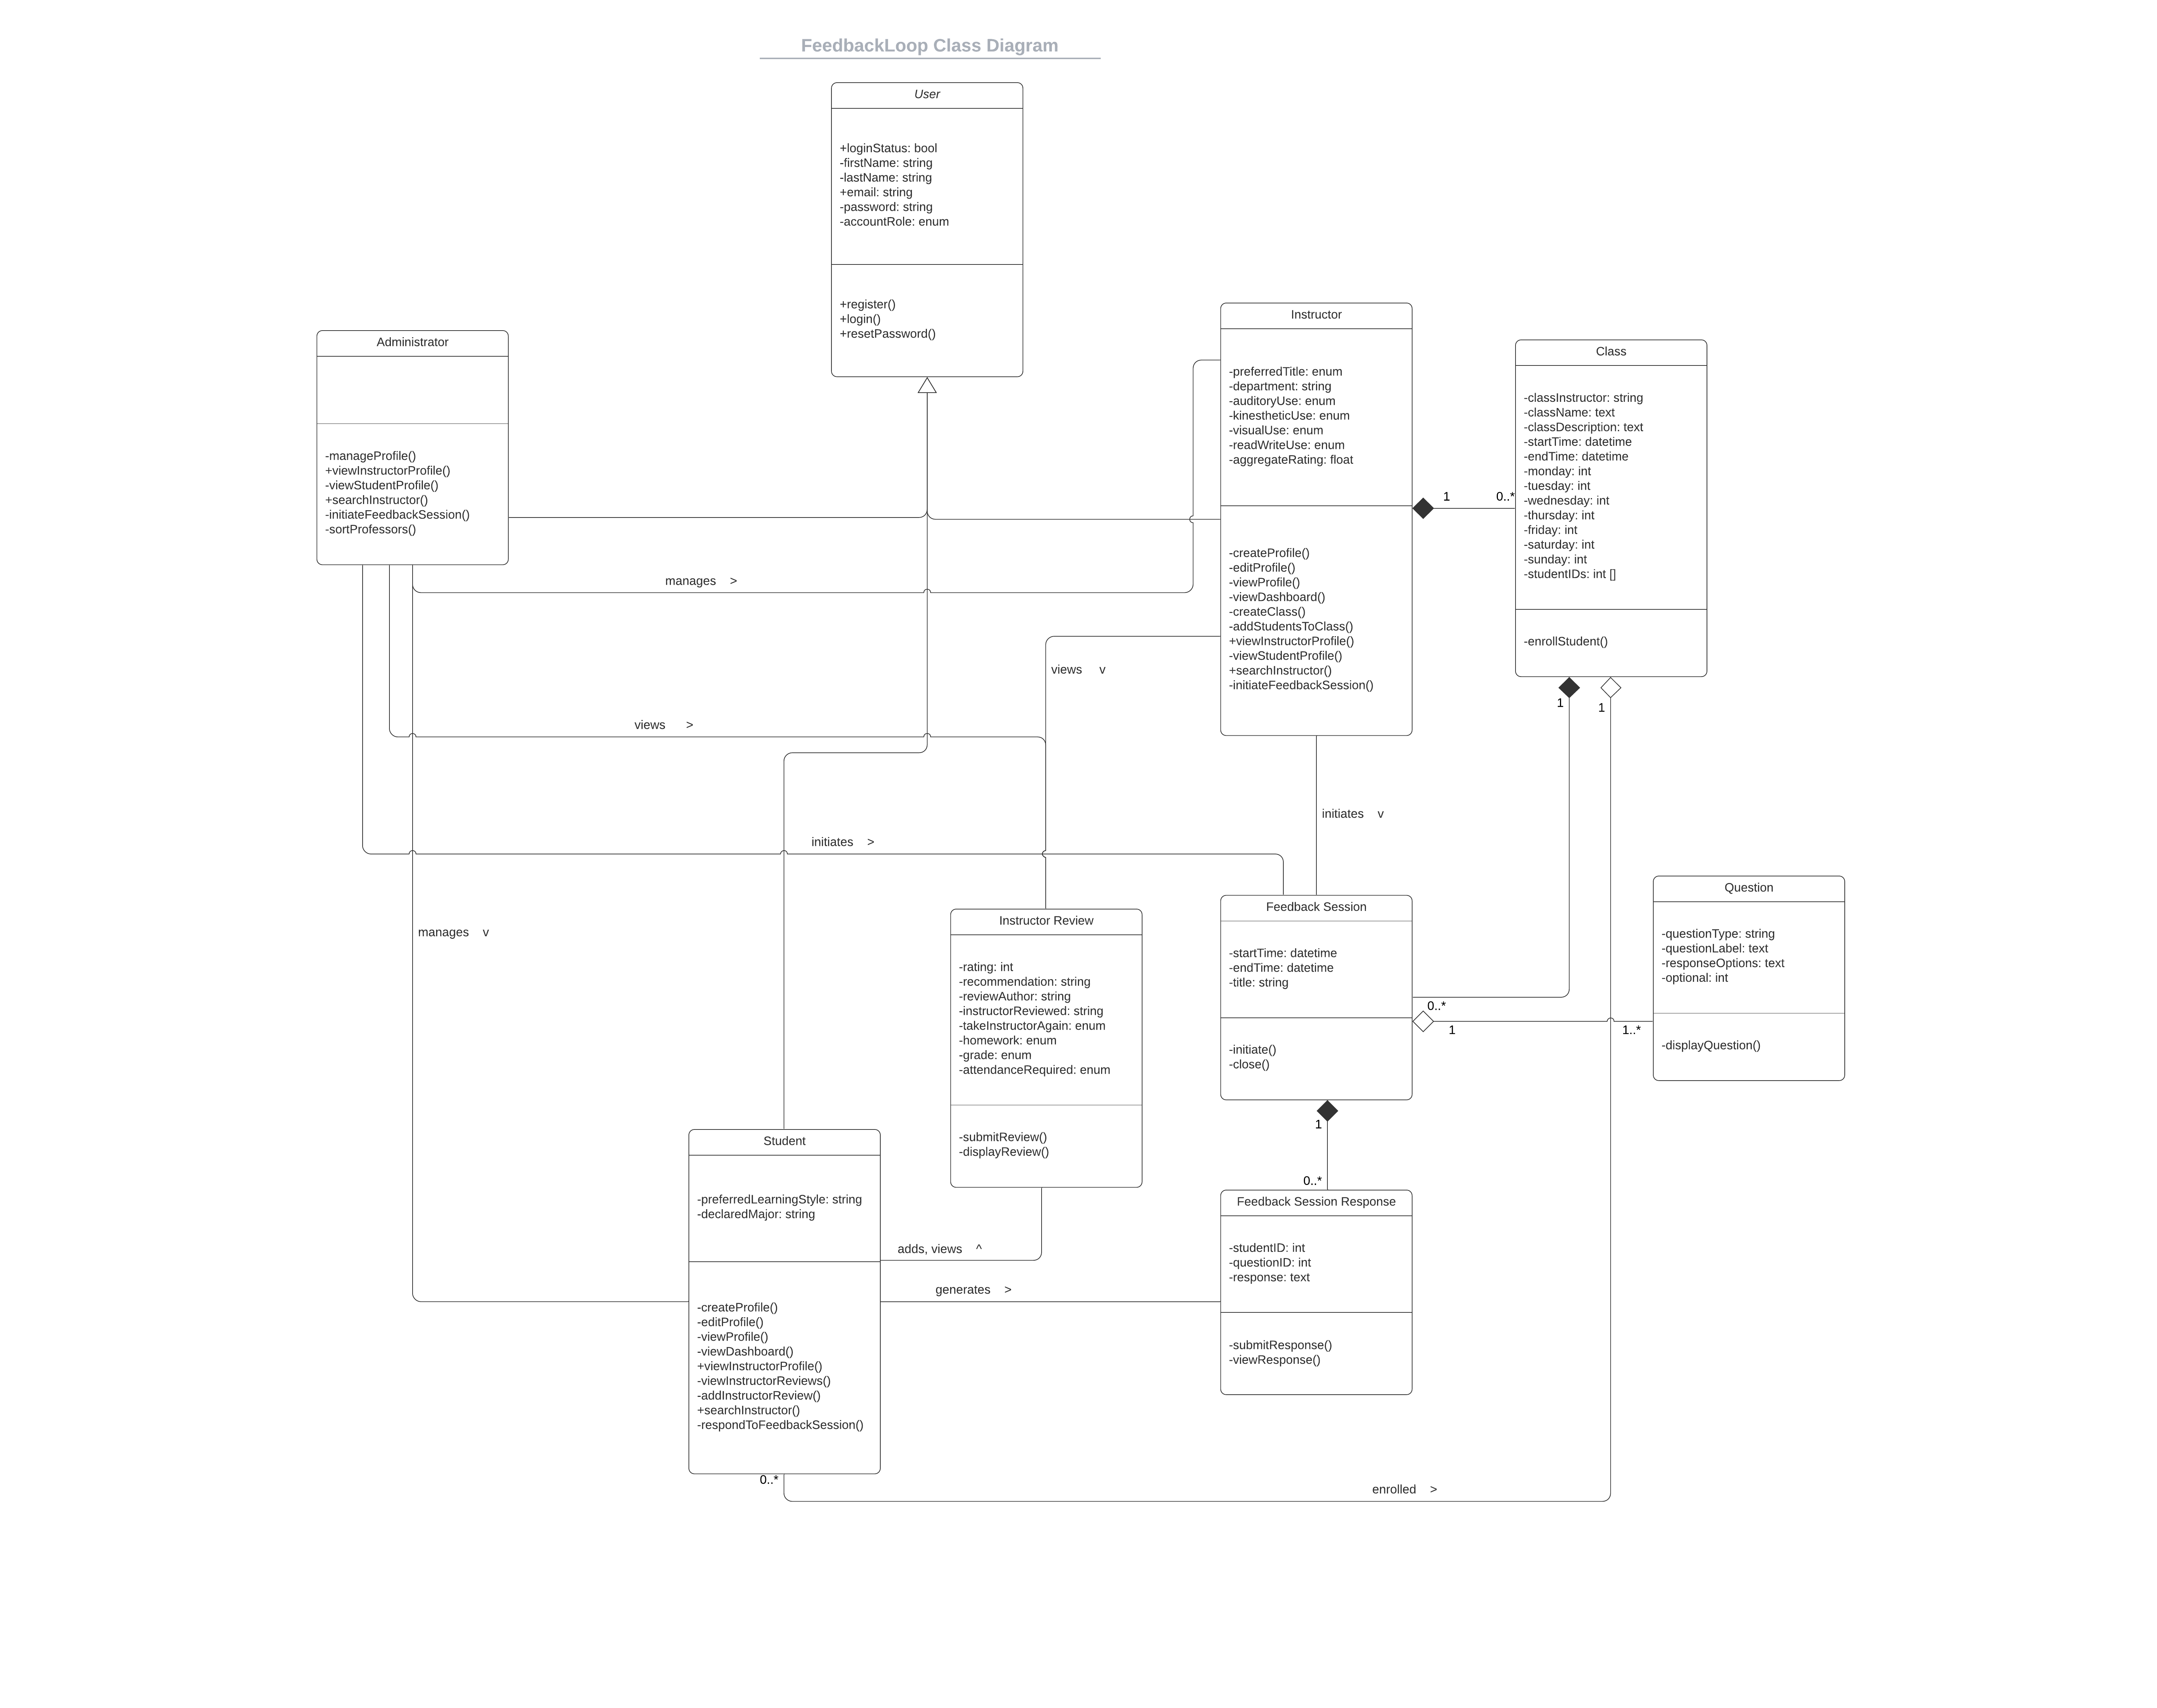 FeedbackLoop Class Diagram
User
+loginStatus: bool
-firstName: string
-lastName: string
+email: string
-password: string
-accountRole: enum
+register()
+login()
+resetPassword()
Administrator
-manageProfile()
+viewInstructorProfile()
-viewStudentProfile()
+searchInstructor()
-initiateFeedbackSession()
-sortProfessors()
Instructor
-preferredTitle: enum
-department: string
-auditoryUse: enum
-kinestheticUse: enum
-visualUse: enum
-readWriteUse: enum
-aggregateRating: float
-createProfile()
-editProfile()
-viewProfile()
-viewDashboard()
-createClass()
-addStudentsToClass()
+viewInstructorProfile()
-viewStudentProfile()
+searchInstructor()
-initiateFeedbackSession()
1
0..*
Class
-classInstructor: string
-className: text
-classDescription: text
-startTime: datetime
-endTime: datetime
-monday: int
-tuesday: int
-wednesday: int
-thursday: int
-friday: int
-saturday: int
-sunday: int
-studentIDs: int []
-enrollStudent()
1
1
manages >
views v
views >
initiates v
initiates >
manages v
Instructor Review
-rating: int
-recommendation: string
-reviewAuthor: string
-instructorReviewed: string
-takeInstructorAgain: enum
-homework: enum
-grade: enum
-attendanceRequired: enum
-submitReview()
-displayReview()
Feedback Session
-startTime: datetime
-endTime: datetime
-title: string
-initiate()
-close()
0..*
1
1..*
Question
-questionType: string
-questionLabel: text
-responseOptions: text
-optional: int
-displayQuestion()
1
0..*
Student
-preferredLearningStyle: string
-declaredMajor: string
-createProfile()
-editProfile()
-viewProfile()
-viewDashboard()
+viewInstructorProfile()
-viewInstructorReviews()
-addInstructorReview()
+searchInstructor()
-respondToFeedbackSession()
adds, views ^
generates >
Feedback Session Response
-studentID: int
-questionID: int
-response: text
-submitResponse()
-viewResponse()
0..*
enrolled >